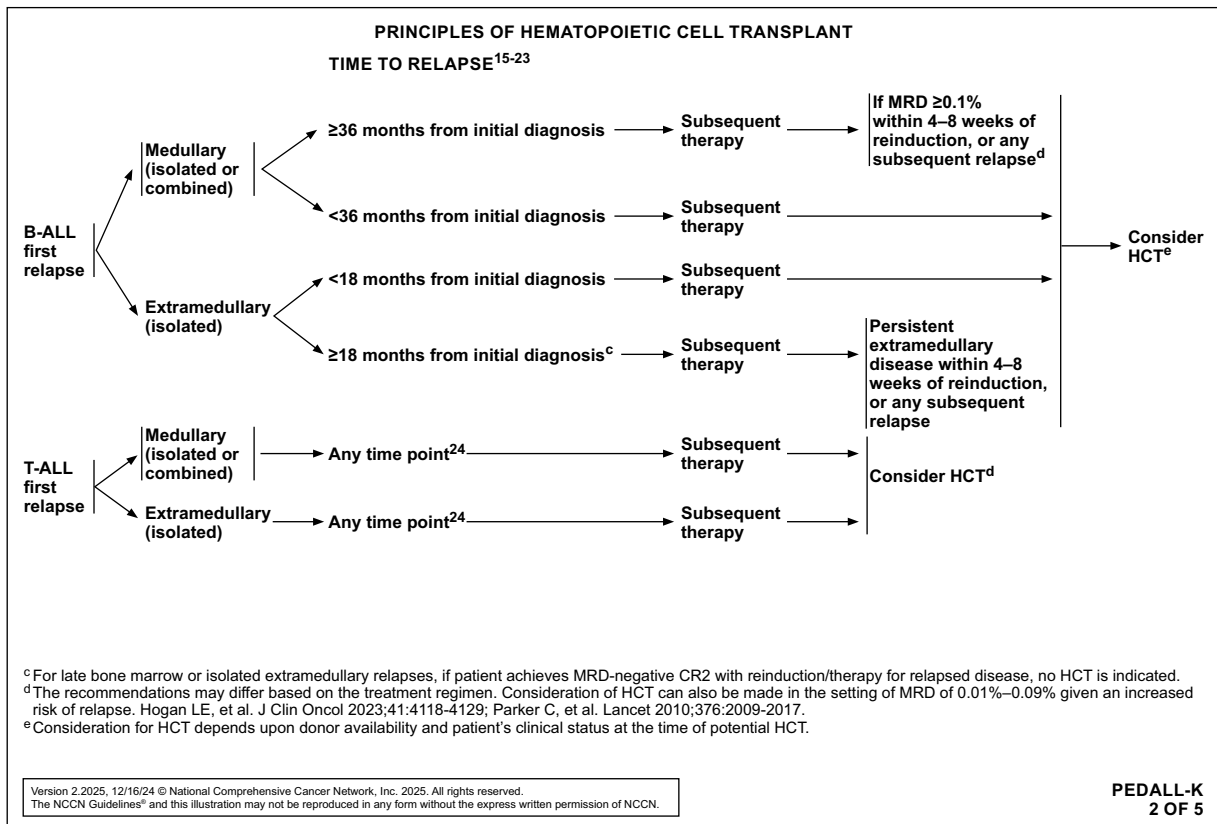 PRINCIPLES OF HEMATOPOIETIC CELL TRANSPLANT
TIME TO RELAPSE15-23
B-ALL
first
relapse
Medullary
(isolated or
combined)
≥36 months from initial diagnosis
Subsequent
therapy
If MRD ≥0.1%
within 4–8 weeks of
reinduction, or any
subsequent relapsed
<36 months from initial diagnosis
Subsequent
therapy
Extramedullary
(isolated)
<18 months from initial diagnosis
Subsequent
therapy
≥18 months from initial diagnosisc
Subsequent
therapy
Persistent
extramedullary
disease within 4–8
weeks of reinduction,
or any subsequent
relapse
Consider
HCTe
T-ALL
first
relapse
Medullary
(isolated or
combined)
Any time point24
Subsequent
therapy
Extramedullary
(isolated)
Any time point24
Subsequent
therapy
Consider HCTd
c For late bone marrow or isolated extramedullary relapses, if patient achieves MRD-negative CR2 with reinduction/therapy for relapsed disease, no HCT is indicated.
d The recommendations may differ based on the treatment regimen. Consideration of HCT can also be made in the setting of MRD of 0.01%–0.09% given an increased
risk of relapse. Hogan LE, et al. J Clin Oncol 2023;41:4118-4129; Parker C, et al. Lancet 2010;376:2009-2017.
e Consideration for HCT depends upon donor availability and patient's clinical status at the time of potential HCT.
Version 2.2025, 12/16/24 © National Comprehensive Cancer Network, Inc. 2025. All rights reserved.
The NCCN Guidelines® and this illustration may not be reproduced in any form without the express written permission of NCCN.
PEDALL-K
2 OF 5